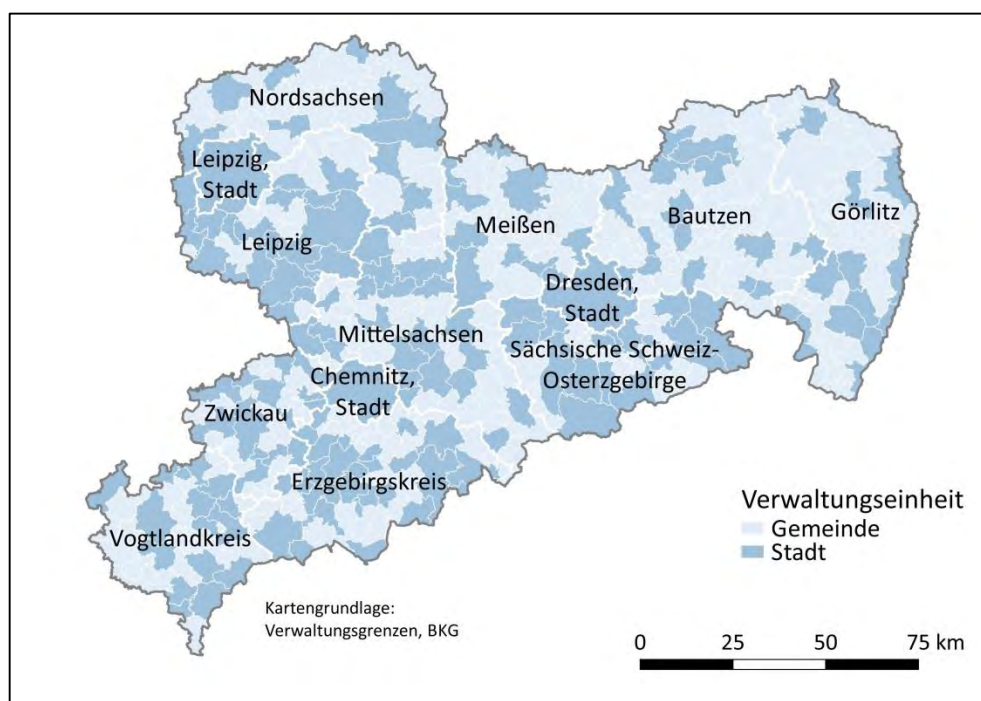 Nordsachsen
Leipzig,
Stadt
Leipzig
Meißen
Bautzen
Görlitz
Dresden,
Stadt
Mittelsachsen
Sächsische Schweiz-
Osterzgebirge
Chemnitz,
Stadt
Zwickau
Erzgebirgskreis
Vogtlandkreis
Verwaltungseinheit
Gemeinde
Stadt
Kartengrundlage:
Verwaltungsgrenzen, BKG
0 25 50 75 km